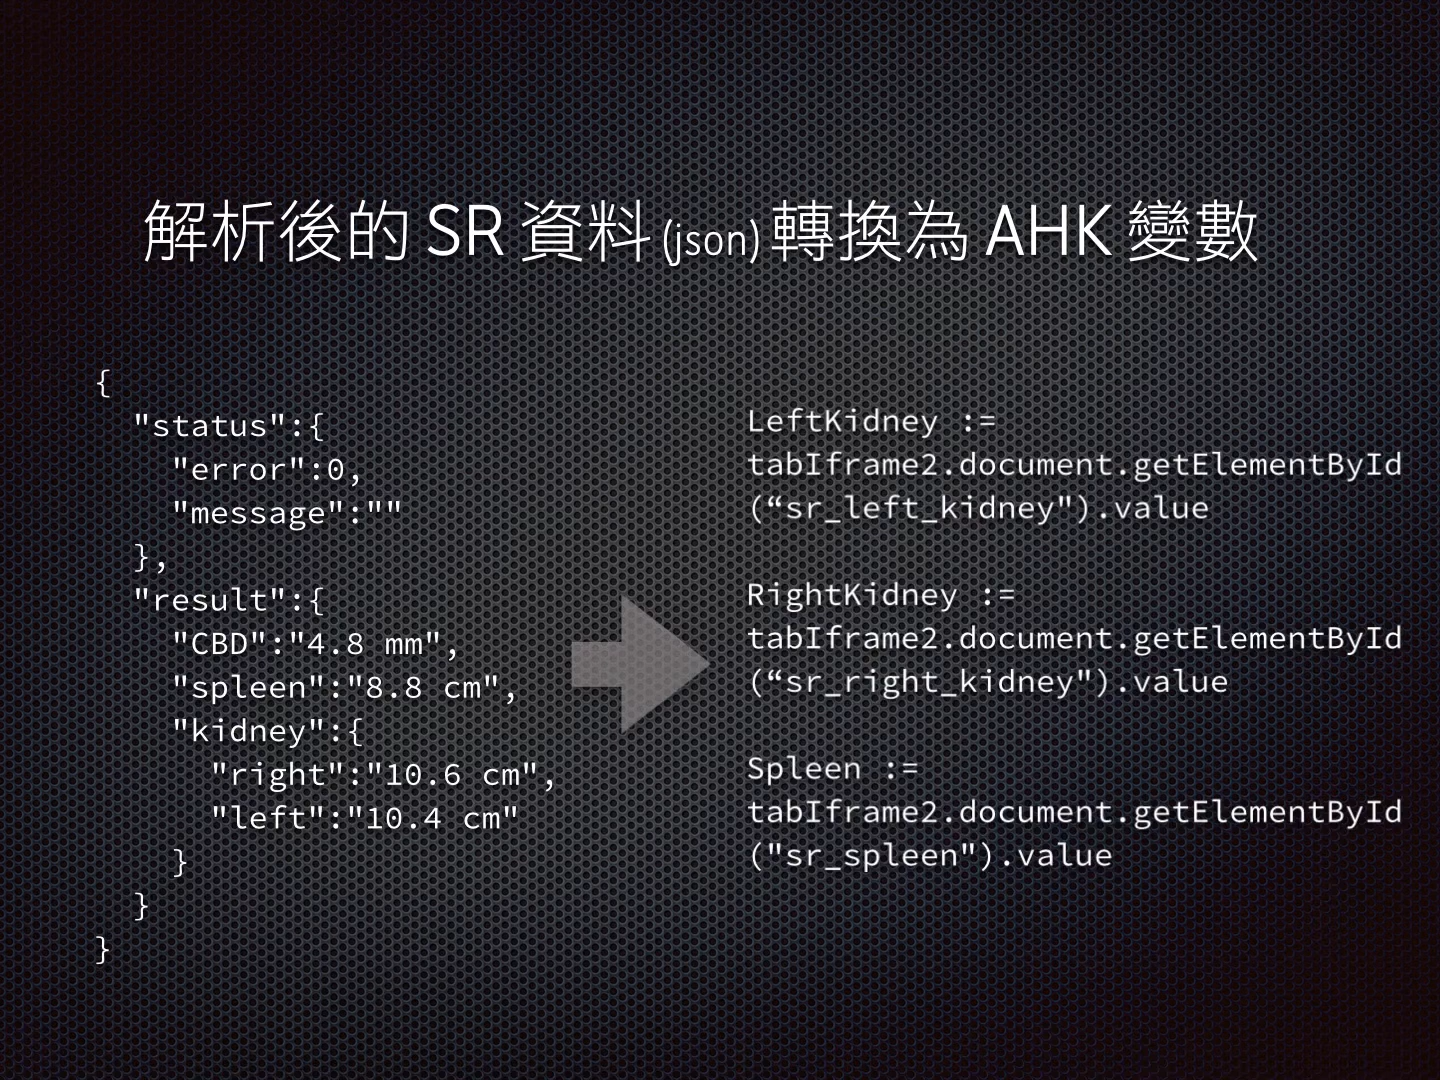 解析後的 SR 資料 (json) 轉換為 AHK 變數
{
  "status":{
    "error":0,
    "message":""
  },
  "result":{
    "CBD":"4.8 mm",
    "spleen":"8.8 cm",
    "kidney":{
      "right":"10.6 cm",
      "left":"10.4 cm"
    }
  }
}
LeftKidney :=
tabIframe2.document.getElementById
(“sr_left_kidney").value
RightKidney :=
tabIframe2.document.getElementById
(“sr_right_kidney").value
Spleen :=
tabIframe2.document.getElementById
("sr_spleen").value